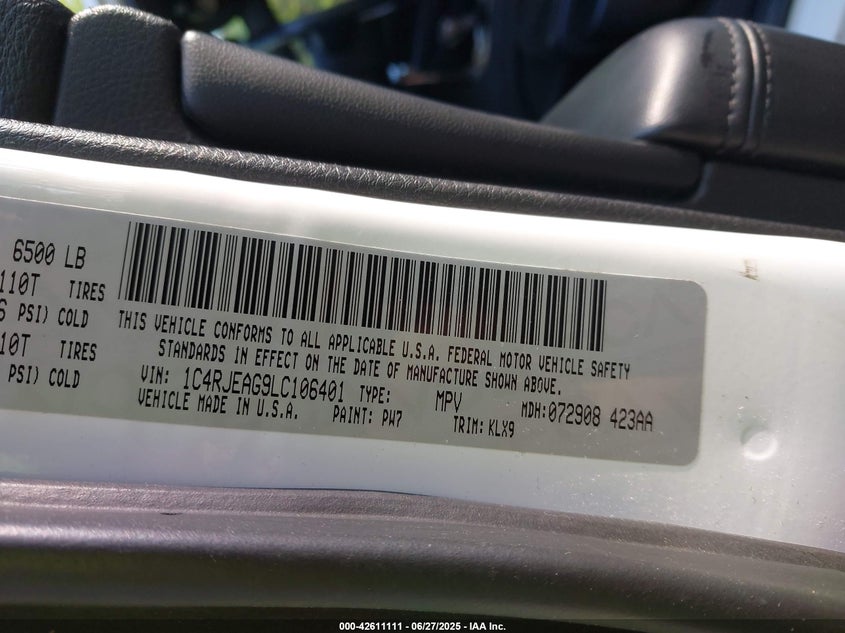 6500 LB
110T TIRES
PSI) COLD
10T TIRES
PSI) COLD
THIS VEHICLE CONFORMS TO ALL APPLICABLE U.S.A. FEDERAL MOTOR VEHICLE SAFETY
STANDARDS IN EFFECT ON THE DATE OF MANUFACTURE SHOWN ABOVE.
VIN: 1C4RJEAG9LC106401 TYPE: MPV MDH:072908 423AA
VEHICLE MADE IN U.S.A. PAINT: PW7 TRIM: KLX9
000-42611111 - 06/27/2025 - IAA Inc.